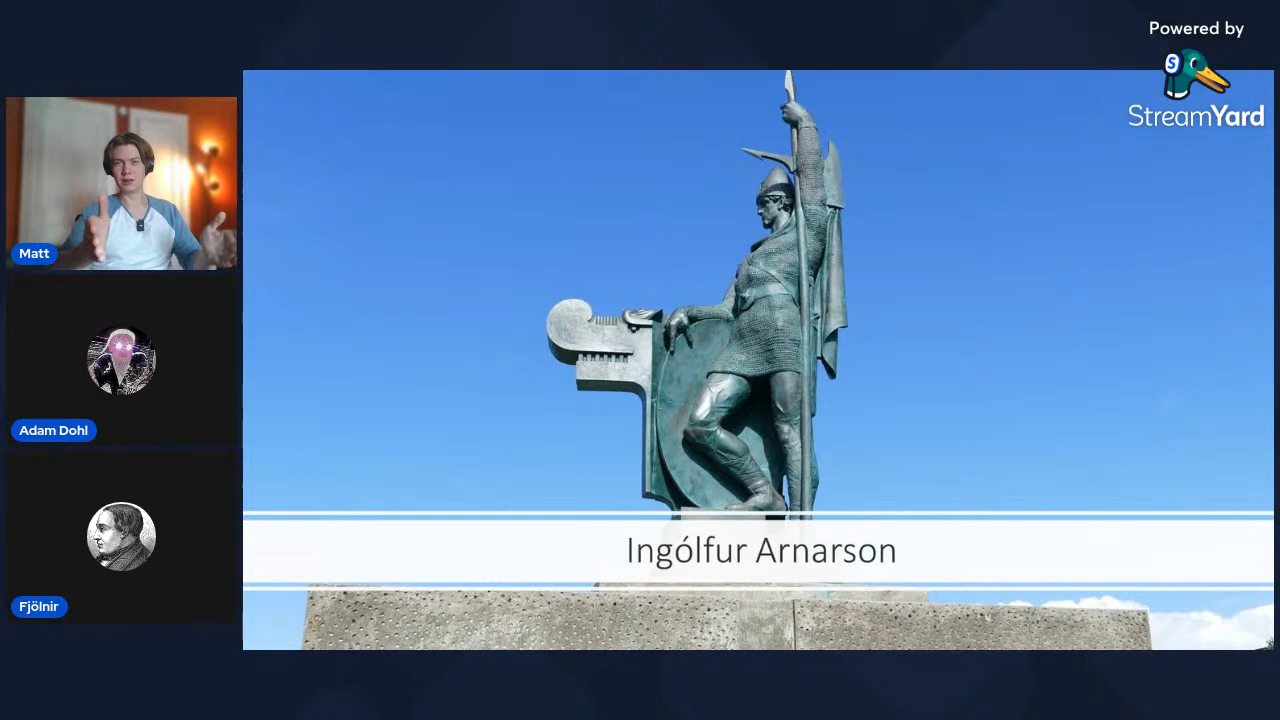 Powered by
S
StreamYard
Matt
Adam Dohl
Fjölnir
Ingólfur Arnarson